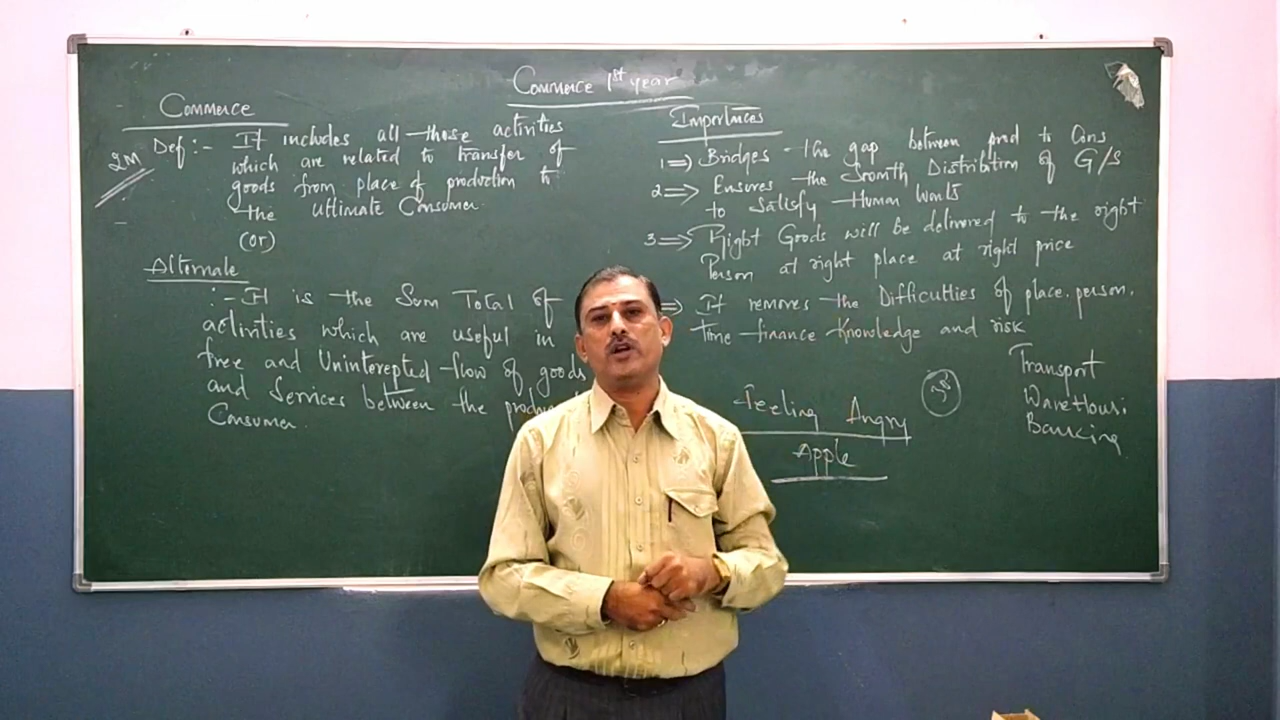 Commerce 1st year
Commerce
2M
Def :- It includes all those activities
which are related to transfer of
goods from place of production to
the Ultimate Consumer.
(or)
Alternate
:- It is the Sum Total of
activities which are useful in
free and Uninterepted flow of goods
and Services between the
Consumer.
Importances
1 ⇒ Bridges the gap between prod to Cons
2 ⇒ Ensures the Smooth Distribution of G/S
to Satisfy Human Wants
3 ⇒ Right Goods will be delivered to the right
Person at right place at right price
⇒ It removes the Difficulties of place. person.
Time finance Knowledge and risk
Feeling Angry
Apple
Transport
WareHousi
Banking